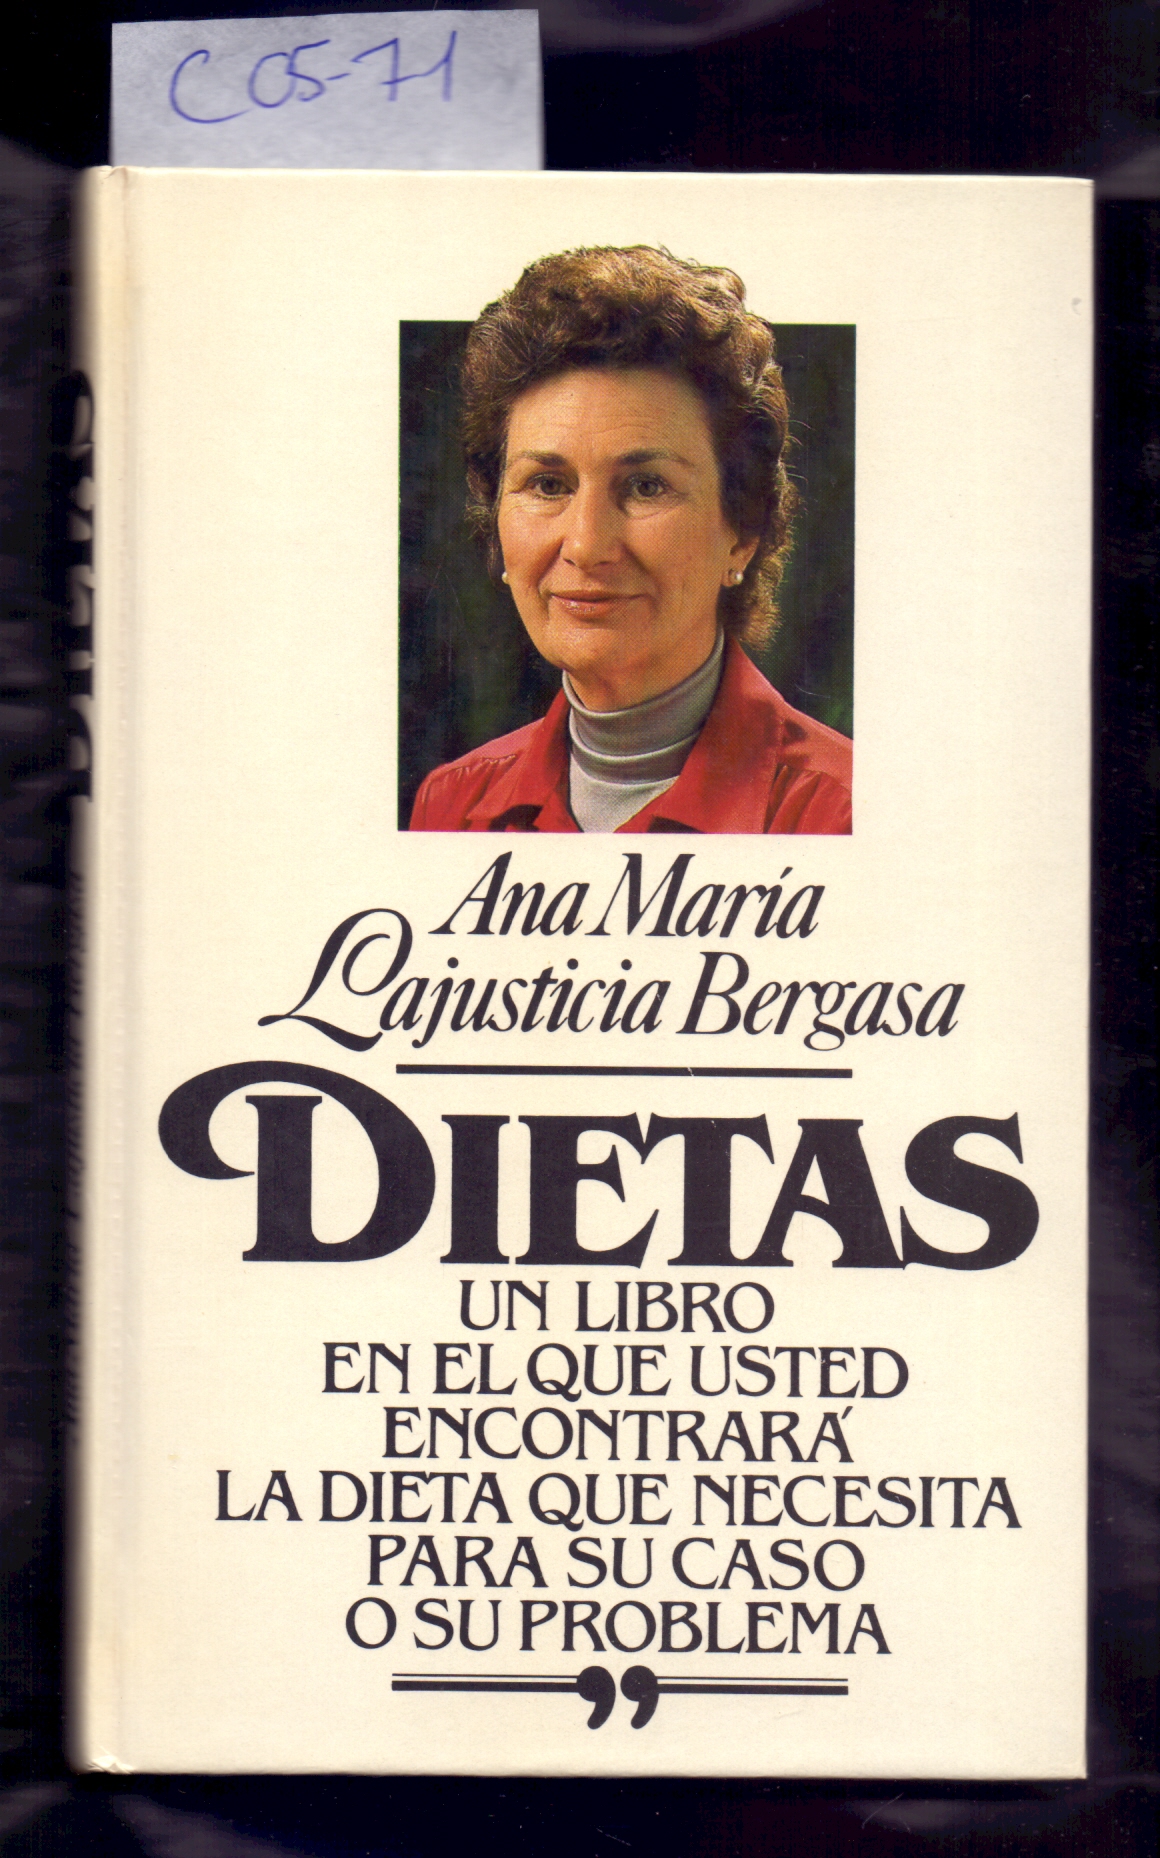 C 05-71
Ana María
Lajusticia Bergasa
DIETAS
UN LIBRO
EN EL QUE USTED
ENCONTRARÁ
LA DIETA QUE NECESITA
PARA SU CASO
O SU PROBLEMA